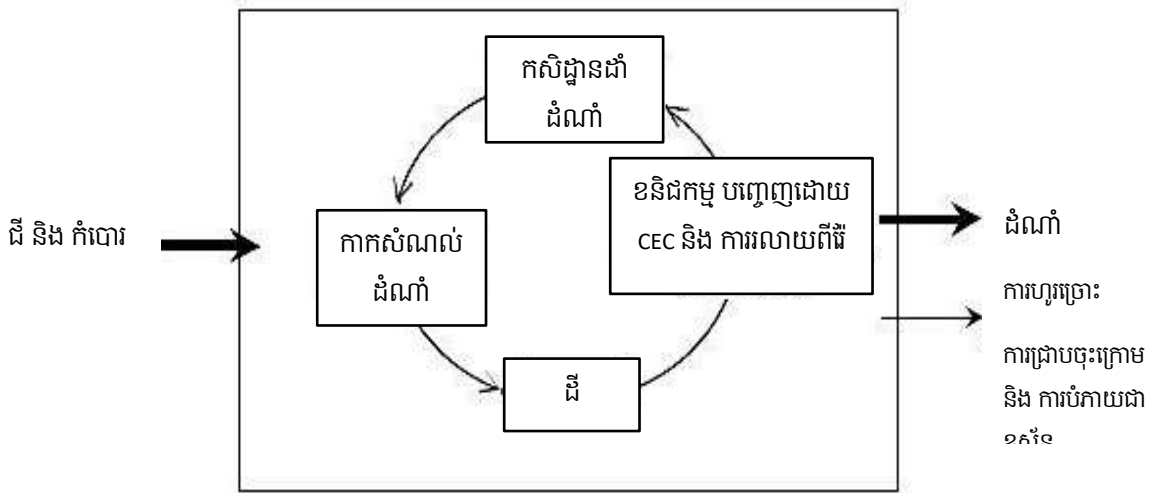 កសិដ្ឋានដាំ
ដំណាំ
ខនិជកម្ម បញ្ចេញដោយ
CEC និង ការរលាយពីរ៉ែ
ជី និង កំបោរ
កាកសំណល់
ដំណាំ
ដី
ដំណាំ
ការហូរច្រោះ
ការជ្រាបចុះក្រោម
និង ការបំភាយជា